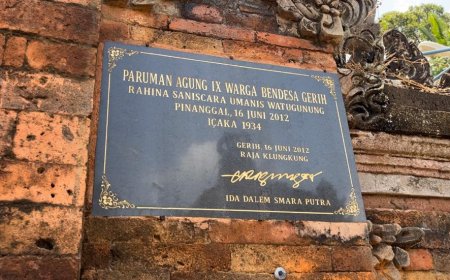 PARUMAN AGUNG IX WARGA BENDESA GERIH
RAHINA SANISCARA UMANIS WATUGUNUNG
PINANGGAL, 16 JUNI 2012
IÇAKA 1934
GERIH, 16 JUNI 2012
RAJA KLUNGKUNG
IDA DALEM SMARA PUTRA